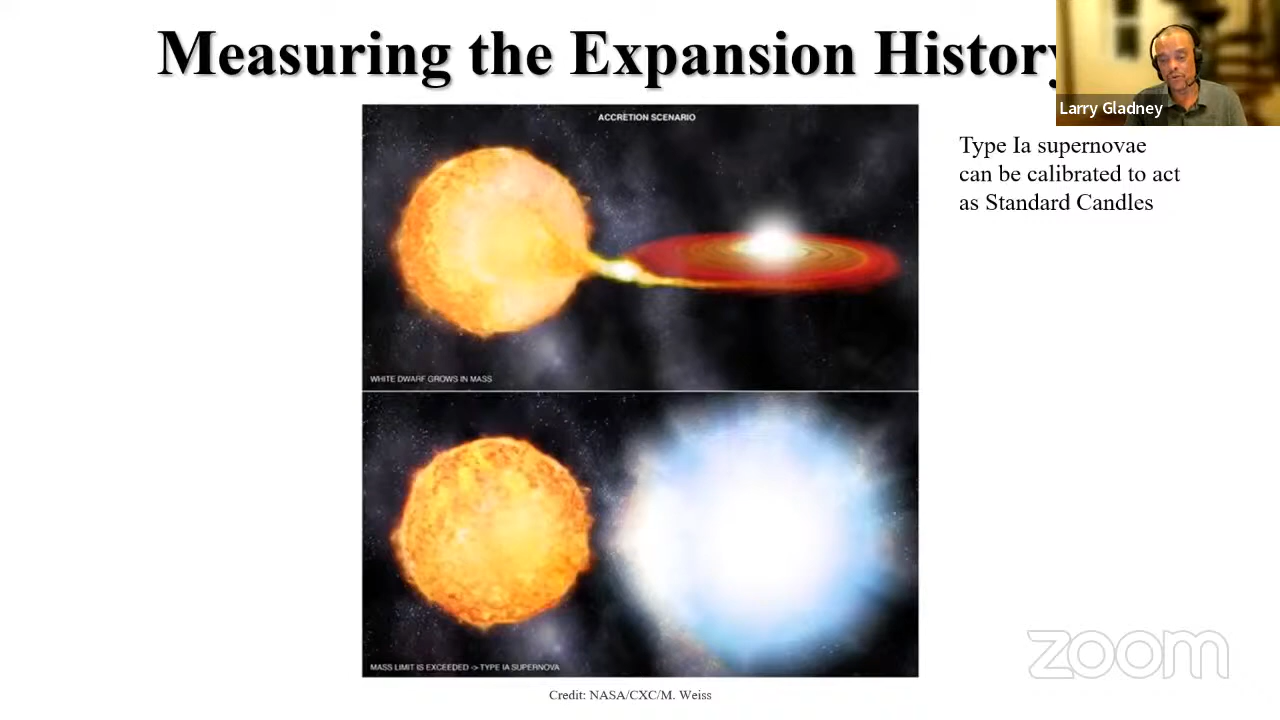 Measuring the Expansion History
Larry Gladney
ACCRETION SCENARIO
Type Ia supernovae
can be calibrated to act
as Standard Candles
WHITE DWARF GROWS IN MASS
MASS LIMIT IS EXCEEDED -> TYPE IA SUPERNOVA
zoom
Credit: NASA/CXC/M. Weiss